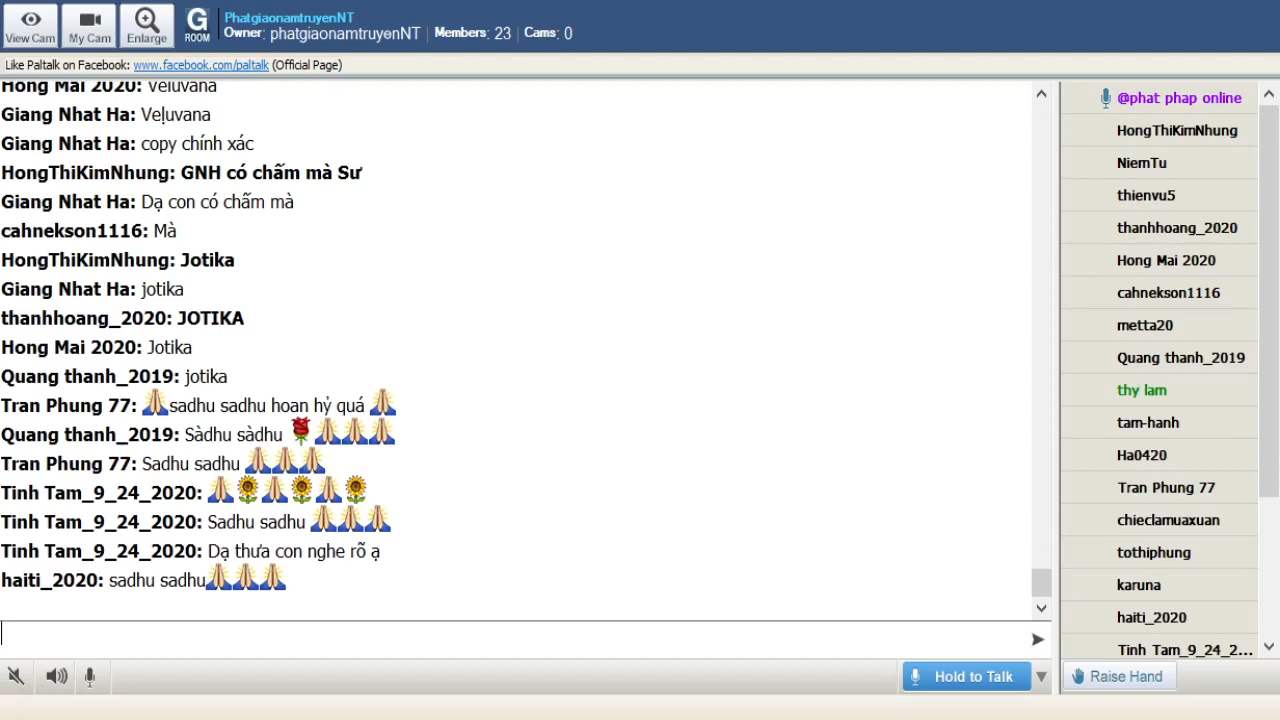 View Cam
My Cam
Enlarge
G
ROOM
PhatgiaonamtruyenNT
Owner: phatgiaonamtruyenNT | Members: 23 | Cams: 0
Like Paltalk on Facebook: www.facebook.com/paltalk (Official Page)
Hong Mai 2020: Veluvana
Giang Nhat Ha: Veḷuvana
Giang Nhat Ha: copy chính xác
HongThiKimNhung: GNH có chấm mà Sư
Giang Nhat Ha: Dạ con có chấm mà
cahnekson1116: Mà
HongThiKimNhung: Jotika
Giang Nhat Ha: jotika
thanhhoang_2020: JOTIKA
Hong Mai 2020: Jotika
Quang thanh_2019: jotika
Tran Phung 77: 🙏sadhu sadhu hoan hỷ quá 🙏
Quang thanh_2019: Sàdhu sàdhu 🌹🙏🙏🙏
Tran Phung 77: Sadhu sadhu 🙏🙏🙏
Tinh Tam_9_24_2020: 🙏🌻🙏🌻🙏🌻
Tinh Tam_9_24_2020: Sadhu sadhu 🙏🙏🙏
Tinh Tam_9_24_2020: Dạ thưa con nghe rõ ạ
haiti_2020: sadhu sadhu🙏🙏🙏
@phat phap online
HongThiKimNhung
NiemTu
thienvu5
thanhhoang_2020
Hong Mai 2020
cahnekson1116
metta20
Quang thanh_2019
thy lam
tam-hanh
Ha0420
Tran Phung 77
chieclamuaxuan
tothiphung
karuna
haiti_2020
Tinh Tam_9_24_2...
Hold to Talk
Raise Hand